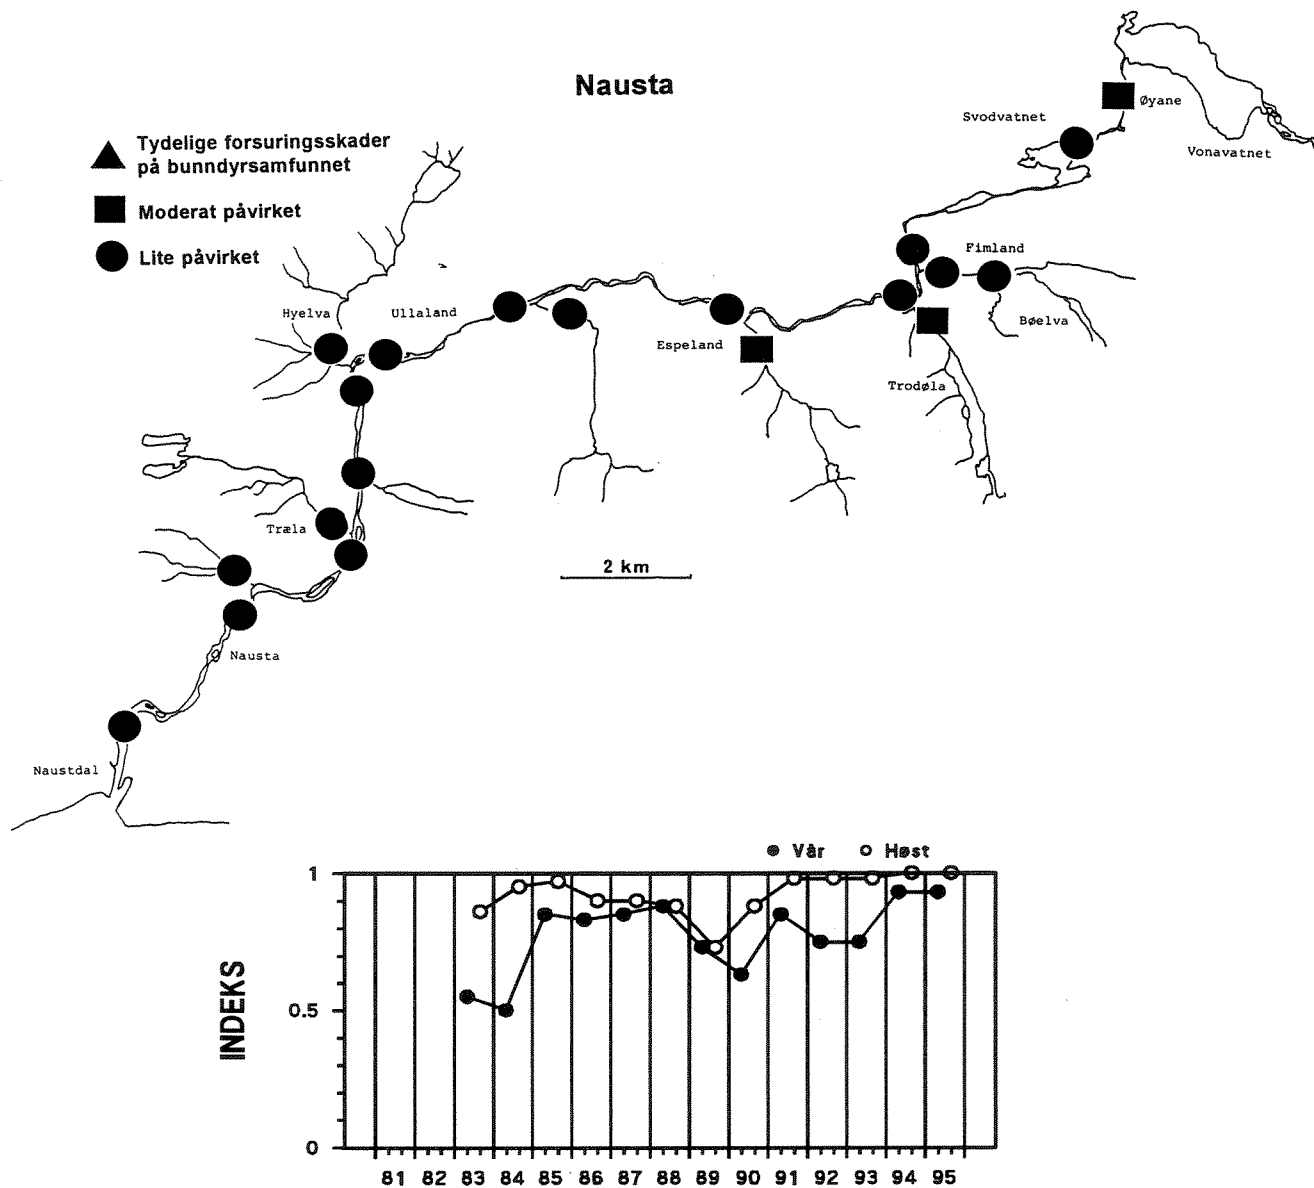 Nausta
Tydelige forsuringsskader
på bunndyrsamfunnet
Moderat påvirket
Lite påvirket
Øyane
Svodvatnet
Vonavatnet
Fimland
Hyelva
Ullaland
Espeland
Bøelva
Trodøla
Træla
2 km
Nausta
Naustdal
Vår
Høst
1
0.5
0
INDEKS
81 82 83 84 85 86 87 88 89 90 91 92 93 94 95